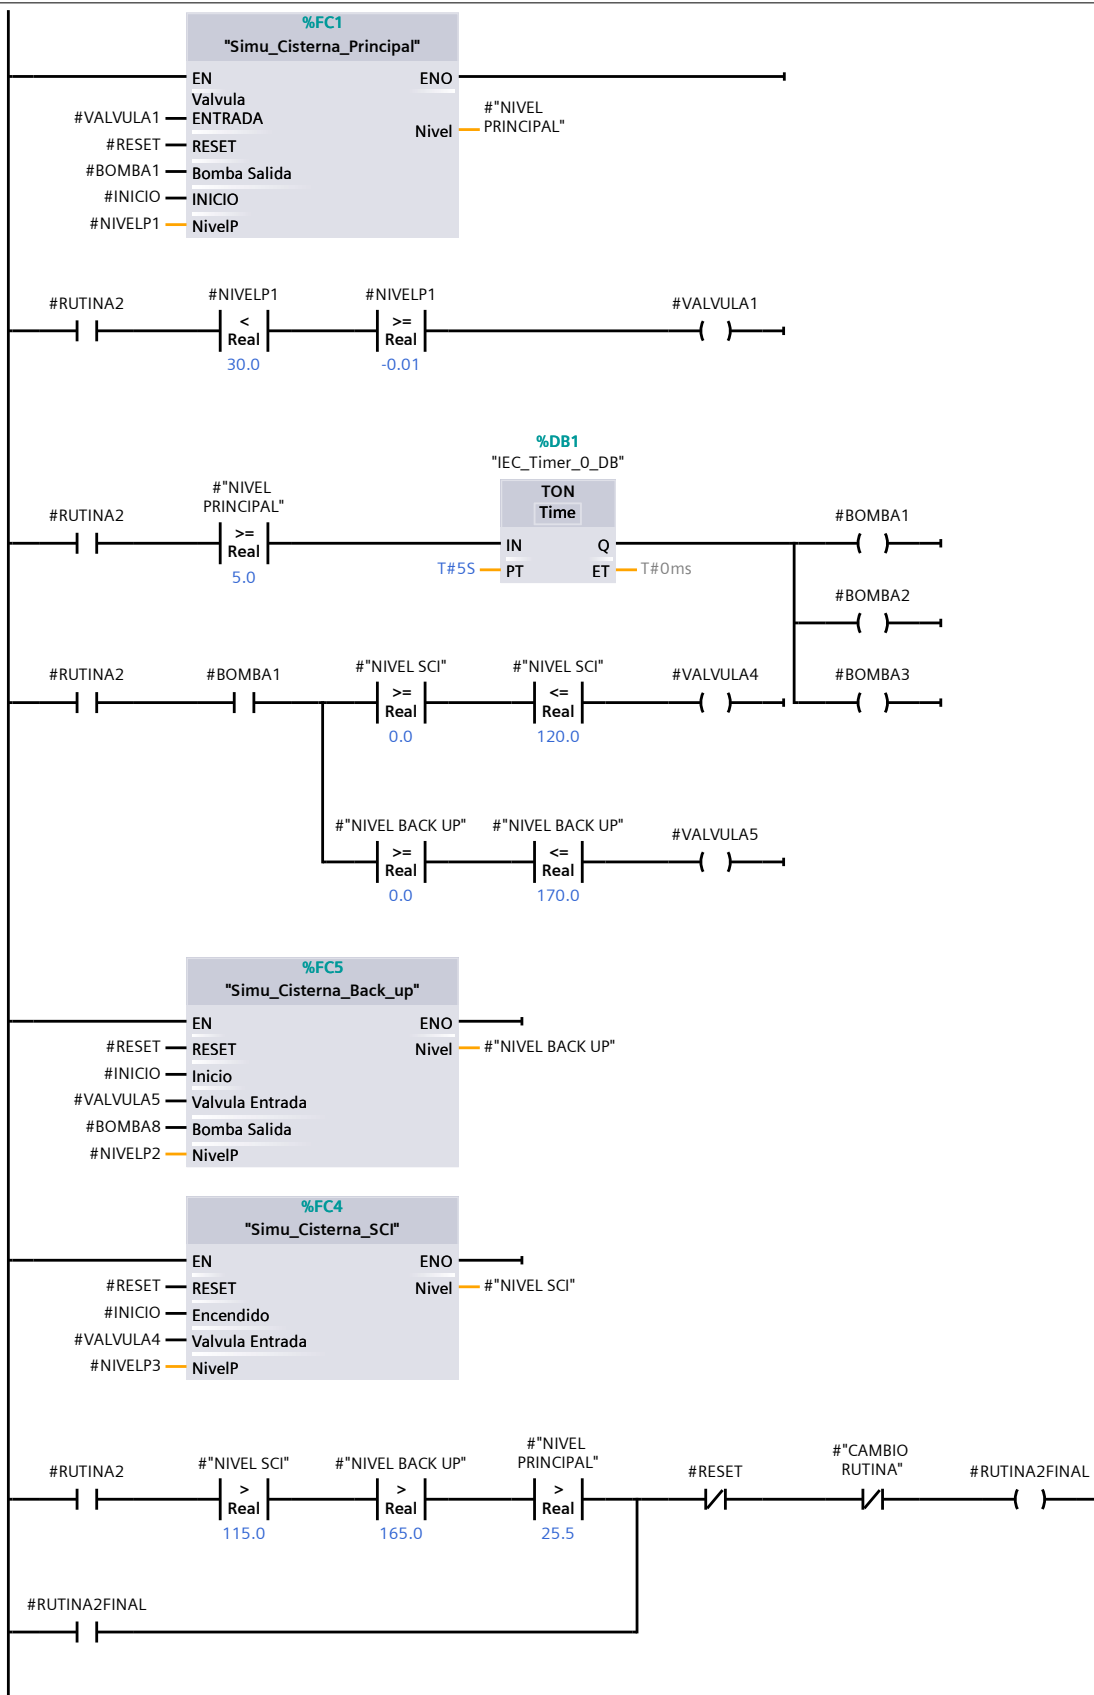 %FC1
"Simu_Cisterna_Principal"
EN
ENO
Valvula
ENTRADA
#VALVULA1
#"NIVEL
PRINCIPAL"
Nivel
#RESET
RESET
#BOMBA1
Bomba Salida
#INICIO
INICIO
#NIVELP1
NivelP
#RUTINA2
#NIVELP1
<
Real
30.0
#NIVELP1
>=
Real
-0.01
#VALVULA1
%DB1
"IEC_Timer_0_DB"
#RUTINA2
#"NIVEL
PRINCIPAL"
>=
Real
5.0
TON
Time
IN
Q
T#5S
PT
ET
T#0ms
#BOMBA1
#BOMBA2
#BOMBA3
#RUTINA2
#BOMBA1
#"NIVEL SCI"
>=
Real
0.0
#"NIVEL SCI"
<=
Real
120.0
#VALVULA4
#"NIVEL BACK UP"
>=
Real
0.0
#"NIVEL BACK UP"
<=
Real
170.0
#VALVULA5
%FC5
"Simu_Cisterna_Back_up"
EN
ENO
#RESET
RESET
Nivel
#"NIVEL BACK UP"
#INICIO
Inicio
#VALVULA5
Valvula Entrada
#BOMBA8
Bomba Salida
#NIVELP2
NivelP
%FC4
"Simu_Cisterna_SCI"
EN
ENO
#RESET
RESET
Nivel
#"NIVEL SCI"
#INICIO
Encendido
#VALVULA4
Valvula Entrada
#NIVELP3
NivelP
#RUTINA2
#"NIVEL SCI"
>
Real
115.0
#"NIVEL BACK UP"
>
Real
165.0
#"NIVEL
PRINCIPAL"
>
Real
25.5
#RESET
#"CAMBIO
RUTINA"
#RUTINA2FINAL
#RUTINA2FINAL